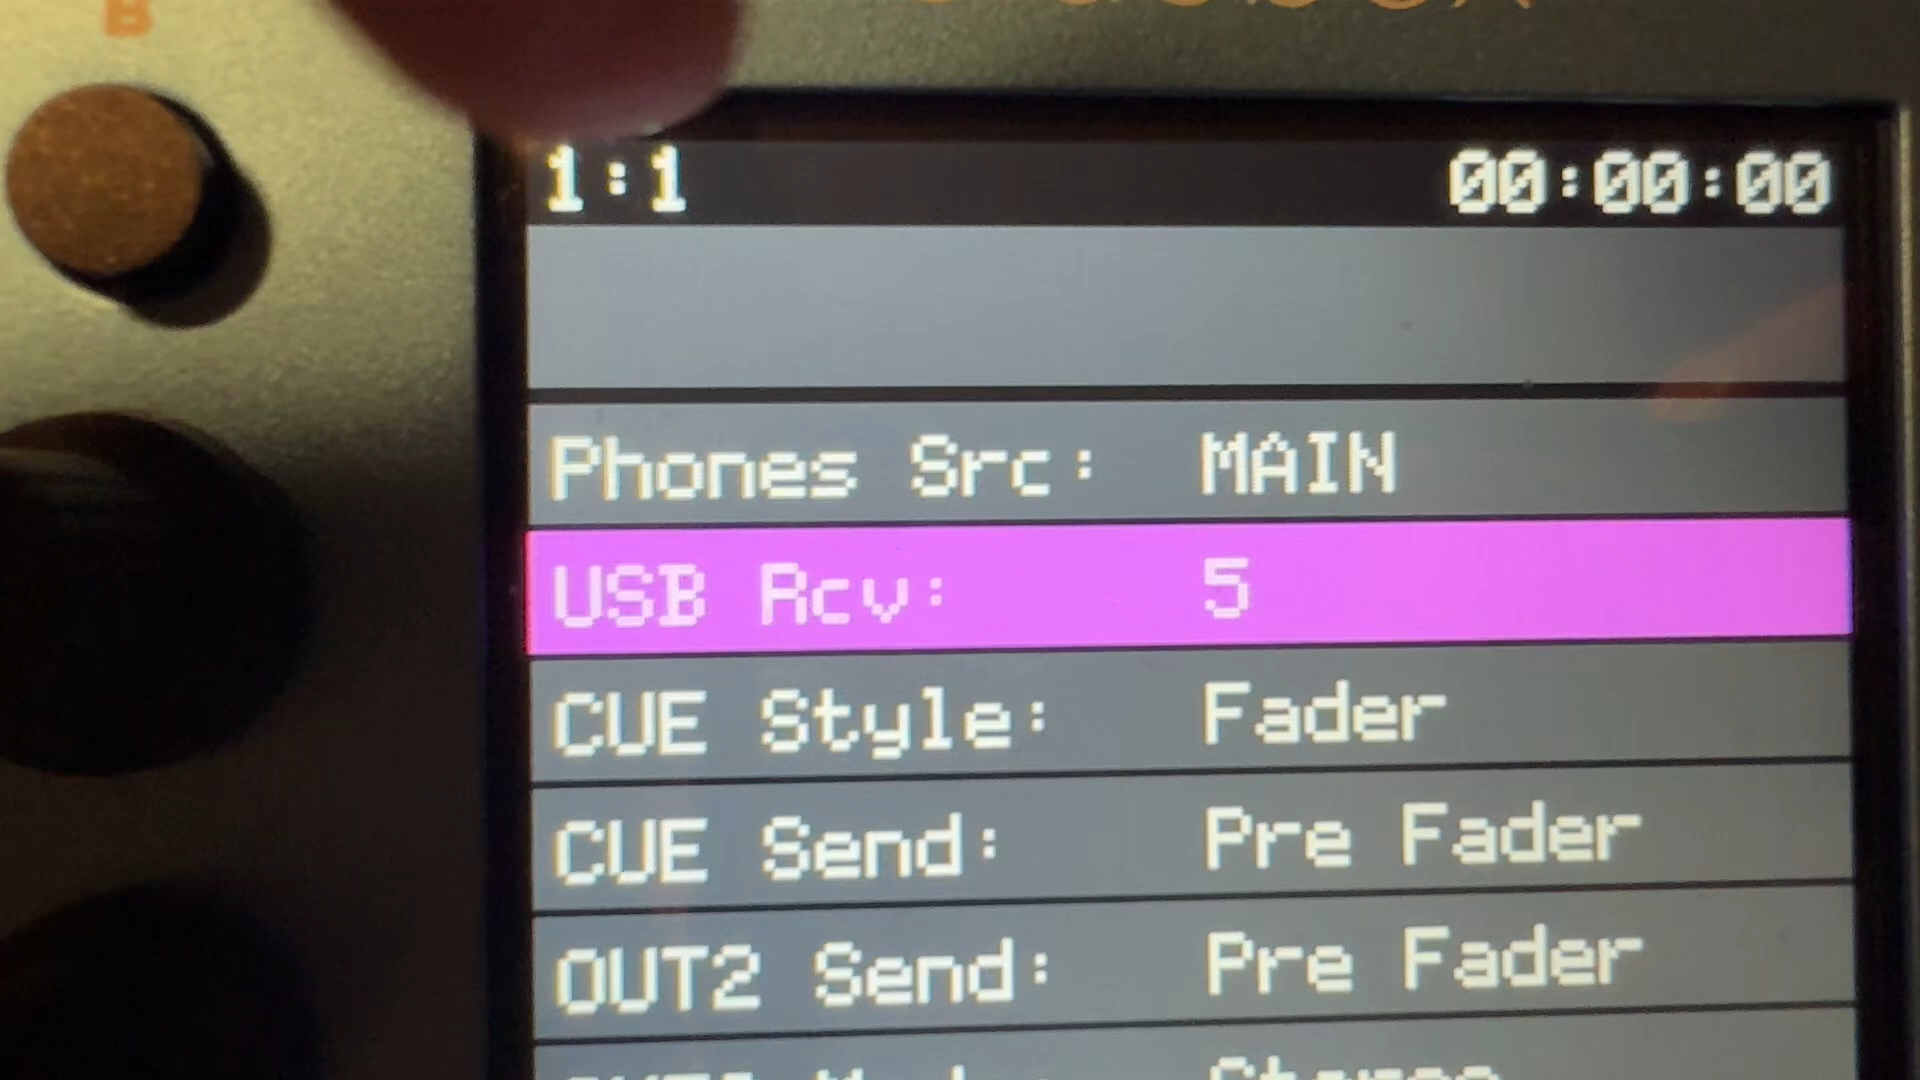 B
1:1 00:00:00
Phones Src: MAIN
USB Rcv: 5
CUE Style: Fader
CUE Send: Pre Fader
OUT2 Send: Pre Fader
Stereo